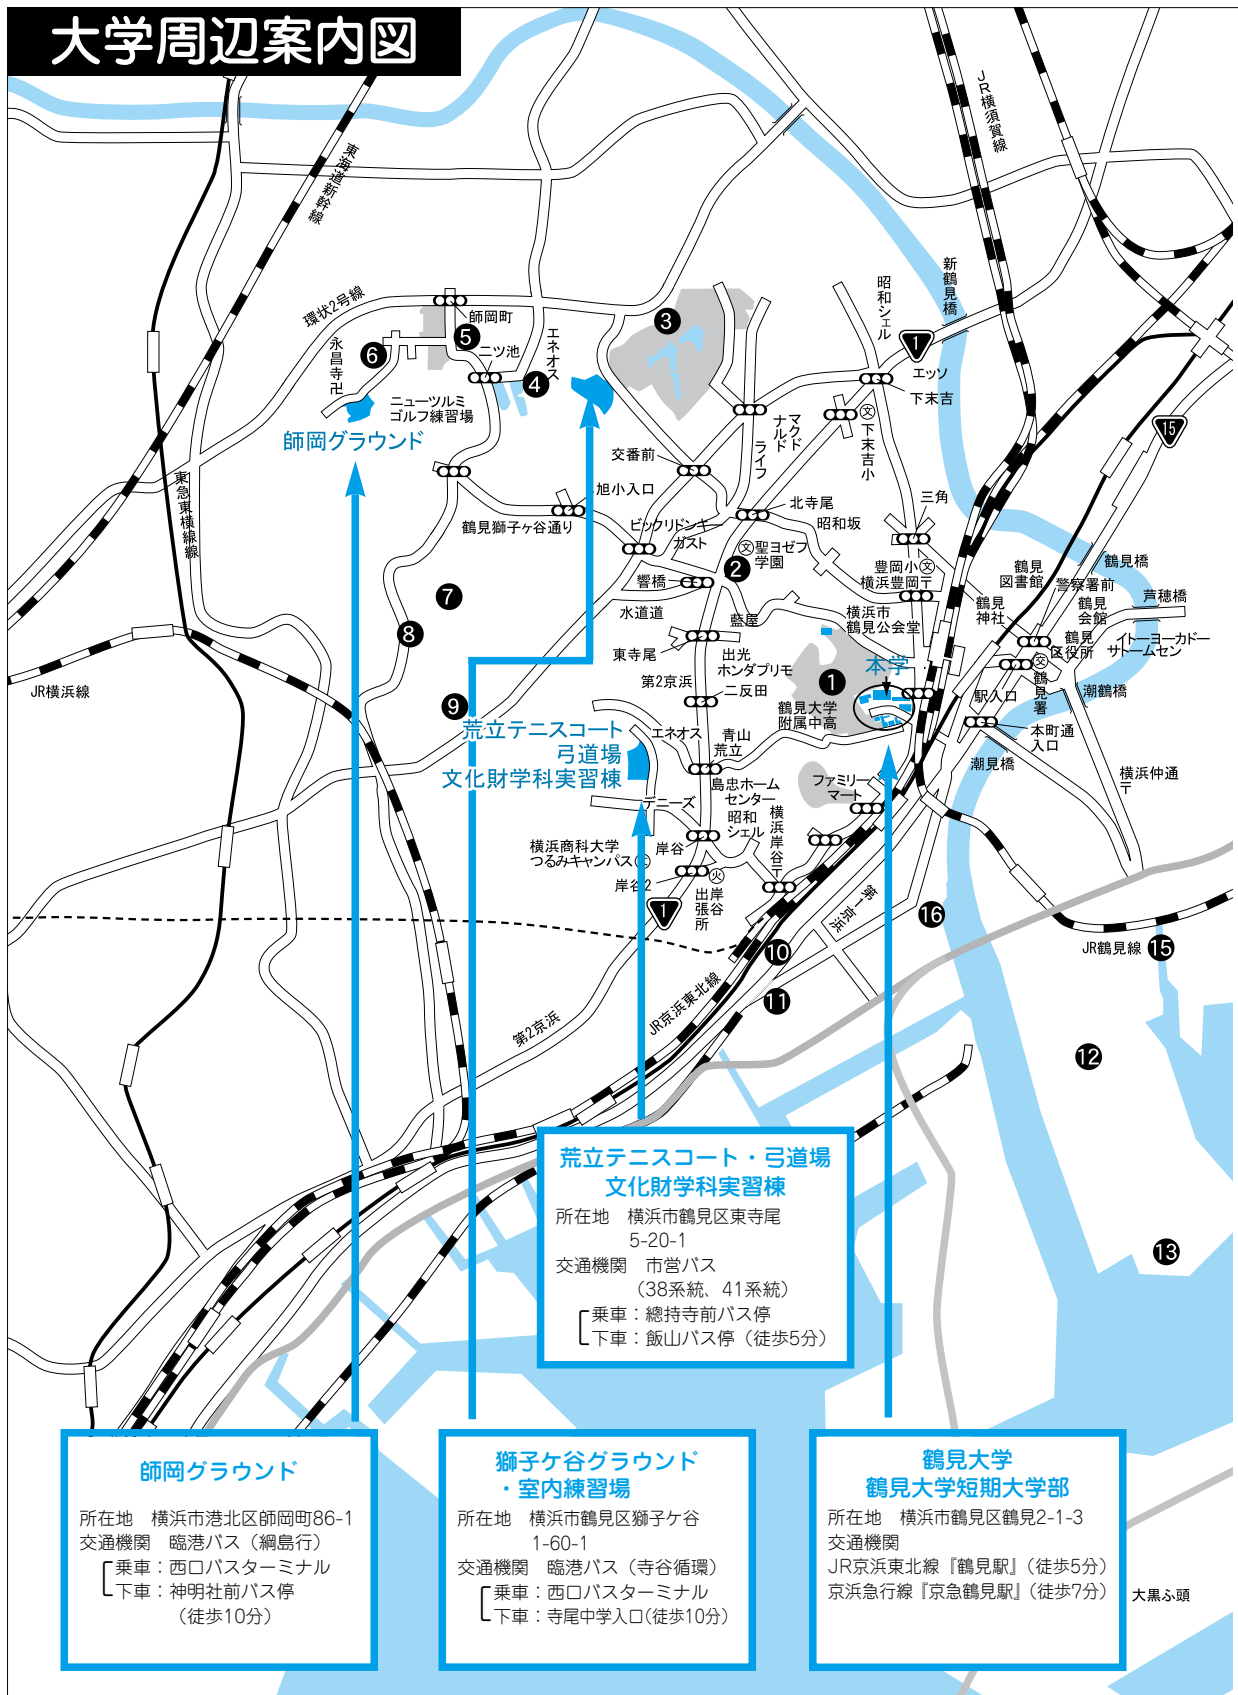 大学周辺案内図
JR横須賀線
東海道新幹線
環状2号線
師岡町
永昌寺卍
二ツ池
エネオス
ニューツルミ
ゴルフ練習場
師岡グラウンド
昭和シェル
新鶴見橋
1
エッソ
下末吉
15
マクド
ナルド
ライフ
文
下末吉小
交番前
旭小入口
東急東横線
鶴見獅子ヶ谷通り
ビックリドンキー
ガスト
北寺尾
昭和坂
三角
文聖ヨゼフ
学園
豊岡小文
横浜豊岡〒
鶴見
図書館
鶴見橋
警察署前
芦穂橋
響橋
水道道
藍屋
横浜市
鶴見公会堂
鶴見
神社
鶴見
会館
鶴見
区役所
イトーヨーカドー
サトームセン
東寺尾
出光
ホンダプリモ
本学
交
鶴見署
駅入口
潮鶴橋
JR横浜線
第2京浜
二反田
鶴見大学
附属中高
本町通
入口
潮見橋
荒立テニスコート
弓道場
文化財学科実習棟
エネオス
青山
荒立
島忠ホーム
センター
ファミリー
マート
横浜仲通
〒
デニーズ
昭和
シェル
横浜岸谷〒
横浜商科大学
つるみキャンパス文
岸谷
岸谷2
火
岸谷
出張所
1
第1京浜
JR鶴見線
第2京浜
JR京浜東北線
1
2
3
4
5
6
7
8
9
10
11
12
13
15
16
荒立テニスコート・弓道場
文化財学科実習棟
所在地 横浜市鶴見区東寺尾
5-20-1
交通機関 市営バス
(38系統、41系統)
乗車：總持寺前バス停
下車：飯山バス停（徒歩5分）
師岡グラウンド
所在地 横浜市港北区師岡町86-1
交通機関 臨港バス（綱島行）
乗車：西口バスターミナル
下車：神明社前バス停
（徒歩10分）
獅子ケ谷グラウンド
・室内練習場
所在地 横浜市鶴見区獅子ケ谷
1-60-1
交通機関 臨港バス（寺谷循環）
乗車：西口バスターミナル
下車：寺尾中学入口(徒歩10分)
鶴見大学
鶴見大学短期大学部
所在地 横浜市鶴見区鶴見2-1-3
交通機関
JR京浜東北線『鶴見駅』（徒歩5分）
京浜急行線『京急鶴見駅』（徒歩7分）
大黒ふ頭